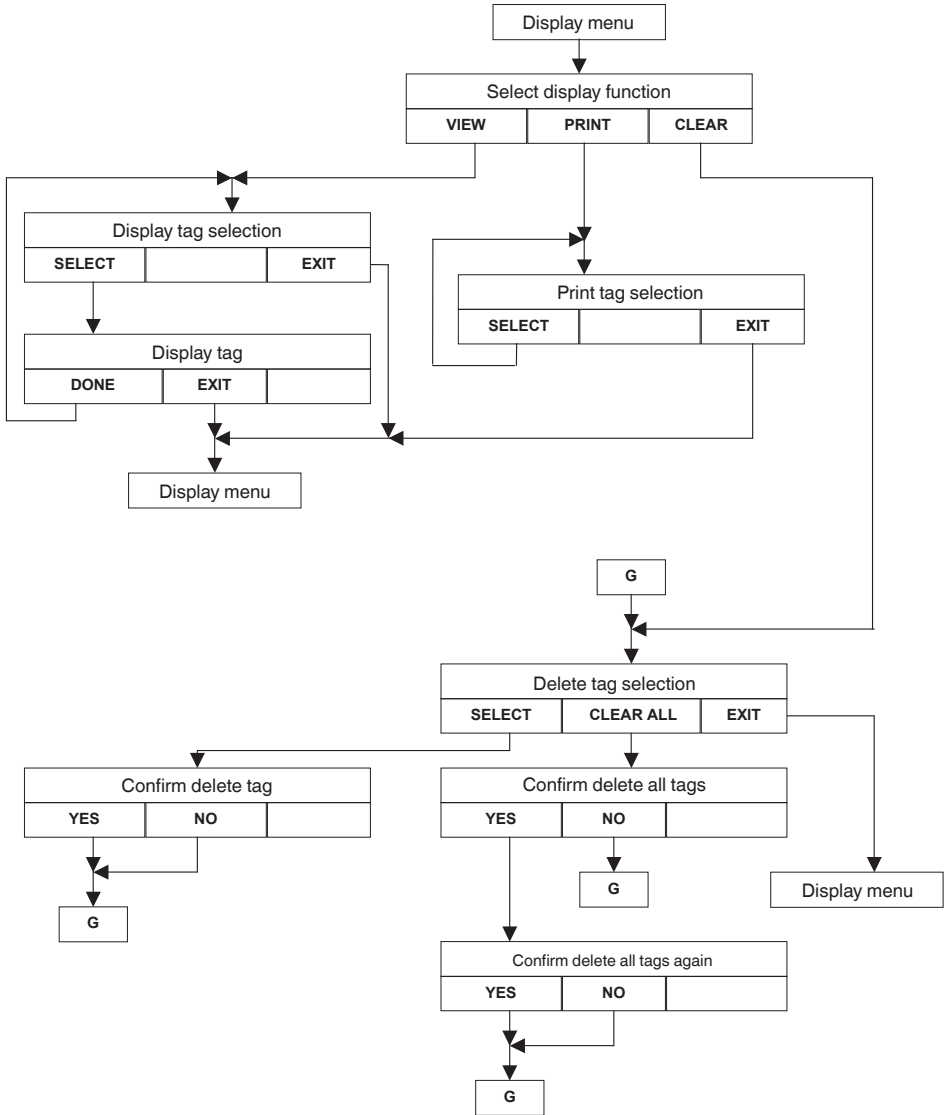 Display menu
Select display function
VIEW PRINT CLEAR
Display tag selection
SELECT EXIT
Print tag selection
SELECT EXIT
Display tag
DONE EXIT
Display menu
G
Delete tag selection
SELECT CLEAR ALL EXIT
Confirm delete tag
YES NO
Confirm delete all tags
YES NO
G
Display menu
G
Confirm delete all tags again
YES NO
G